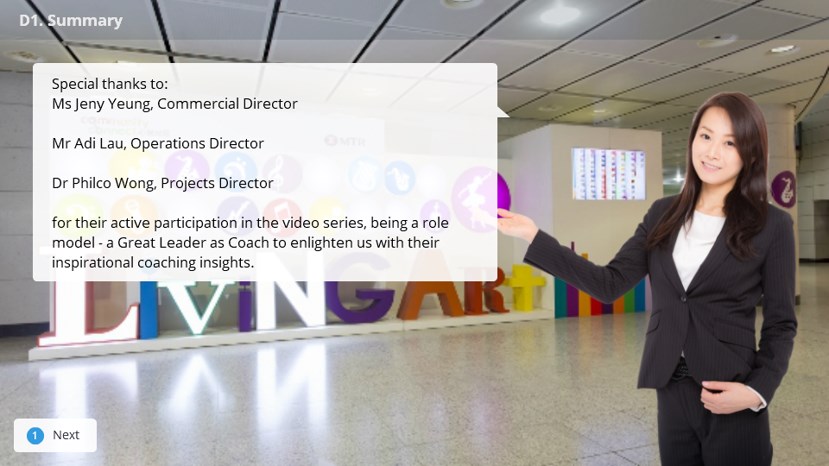 D1. Summary
Special thanks to:
Ms Jeny Yeung, Commercial Director
Mr Adi Lau, Operations Director
Dr Philco Wong, Projects Director
for their active participation in the video series, being a role
model - a Great Leader as Coach to enlighten us with their
inspirational coaching insights.
LiViNG ART
1 Next